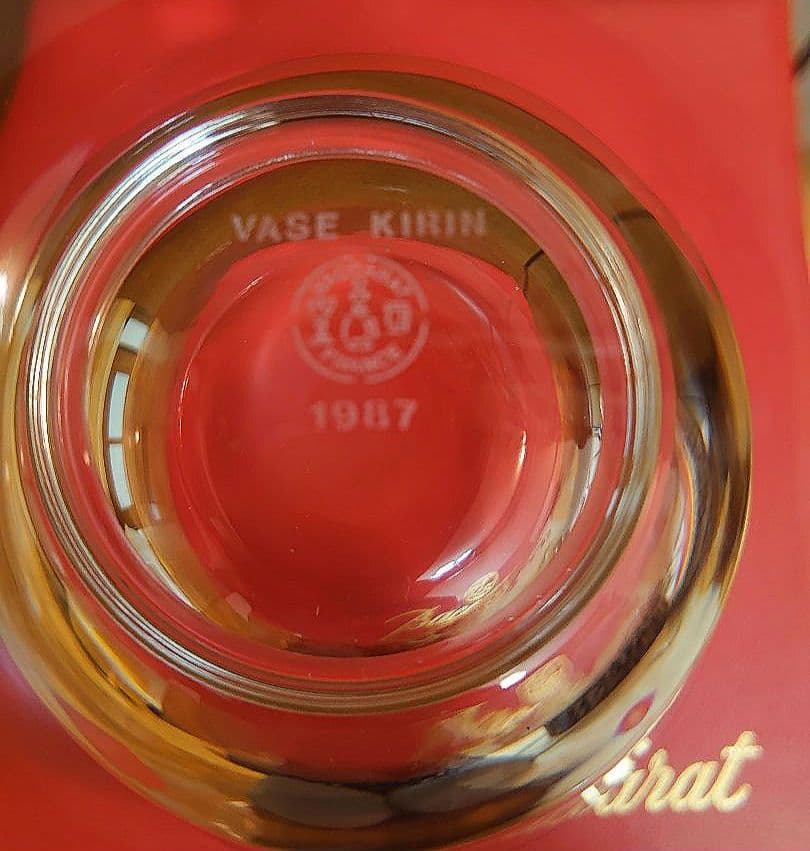 VASE KIRIN
BACCARAT
FRANCE
1987